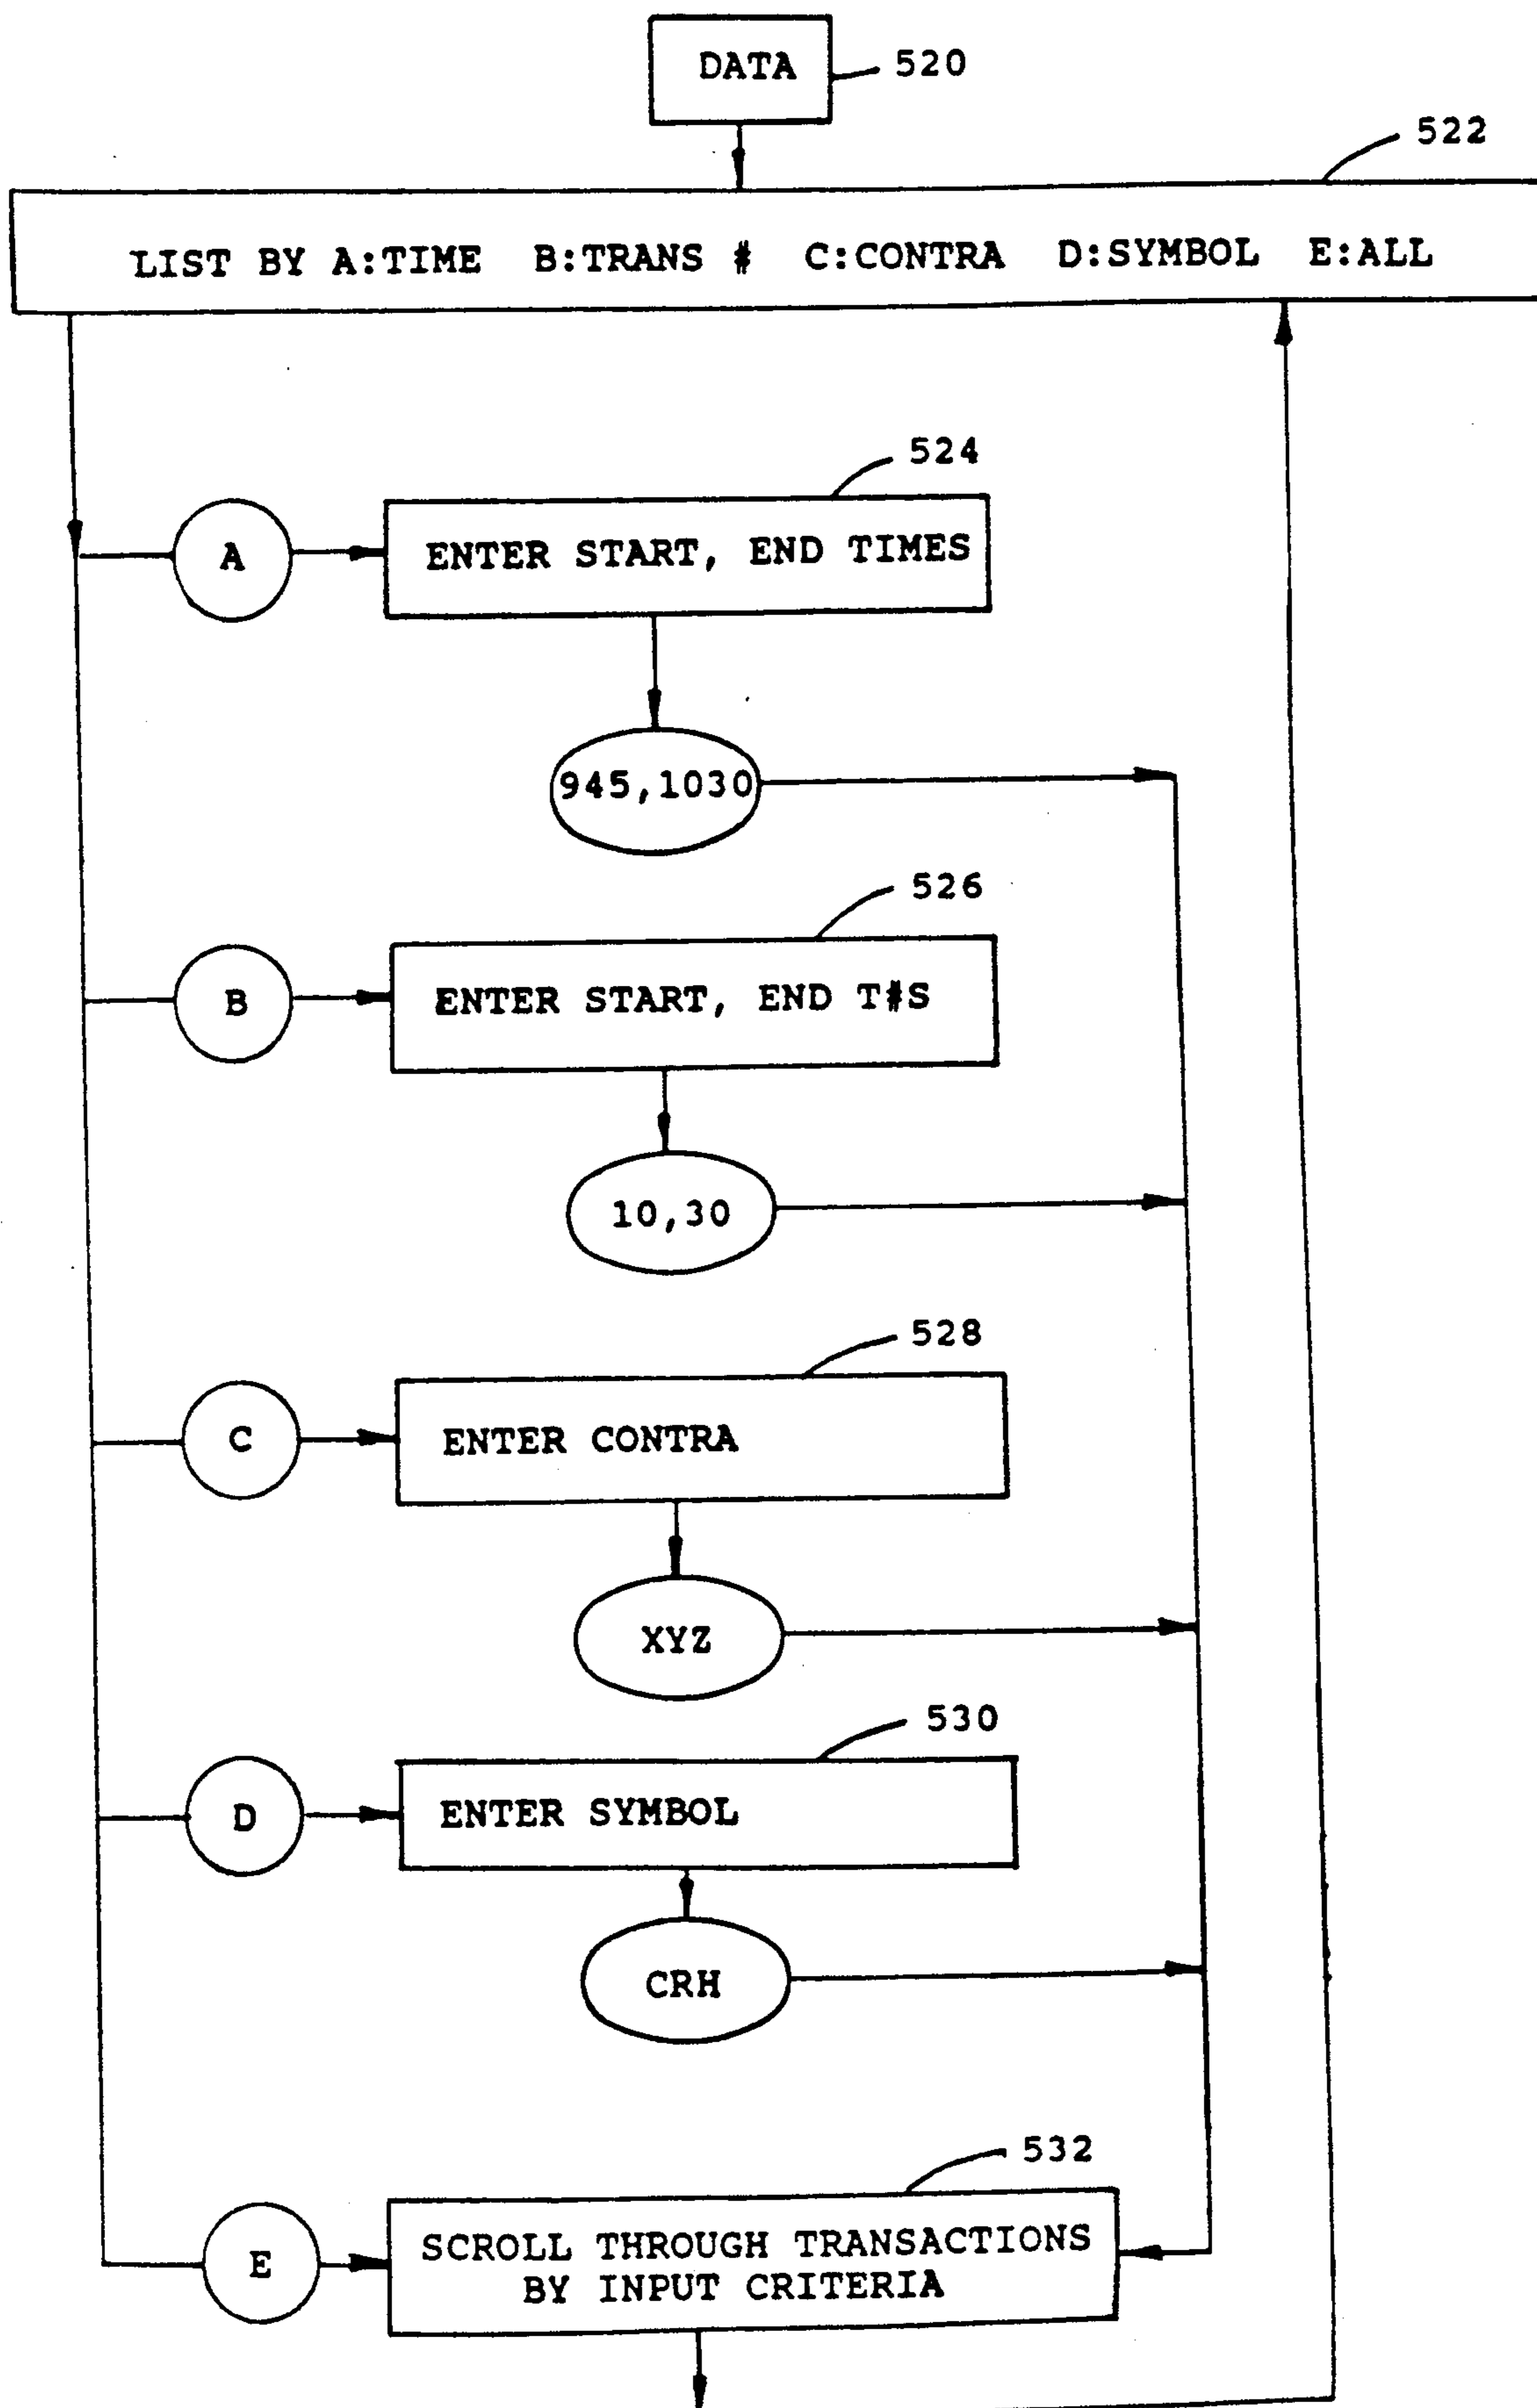 DATA
520
522
LIST BY A:TIME B:TRANS # C:CONTRA D:SYMBOL E:ALL
524
A
ENTER START, END TIMES
945,1030
526
B
ENTER START, END T#S
10,30
528
C
ENTER CONTRA
XYZ
530
D
ENTER SYMBOL
CRH
532
E
SCROLL THROUGH TRANSACTIONS
BY INPUT CRITERIA